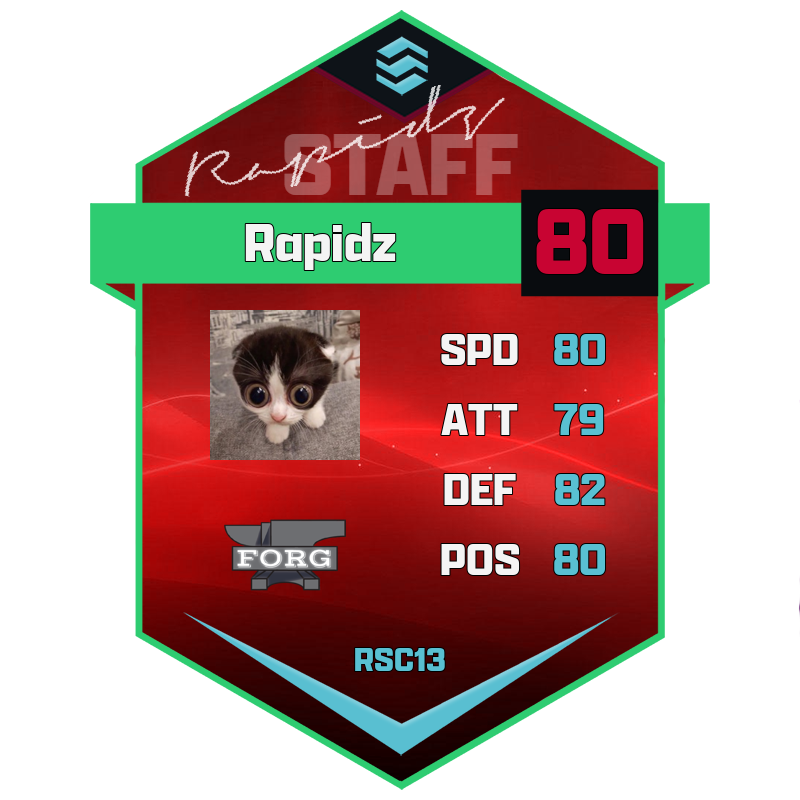 Rapidz
STAFF
Rapidz 80
SPD 80
ATT 79
DEF 82
FORG
POS 80
RSC13